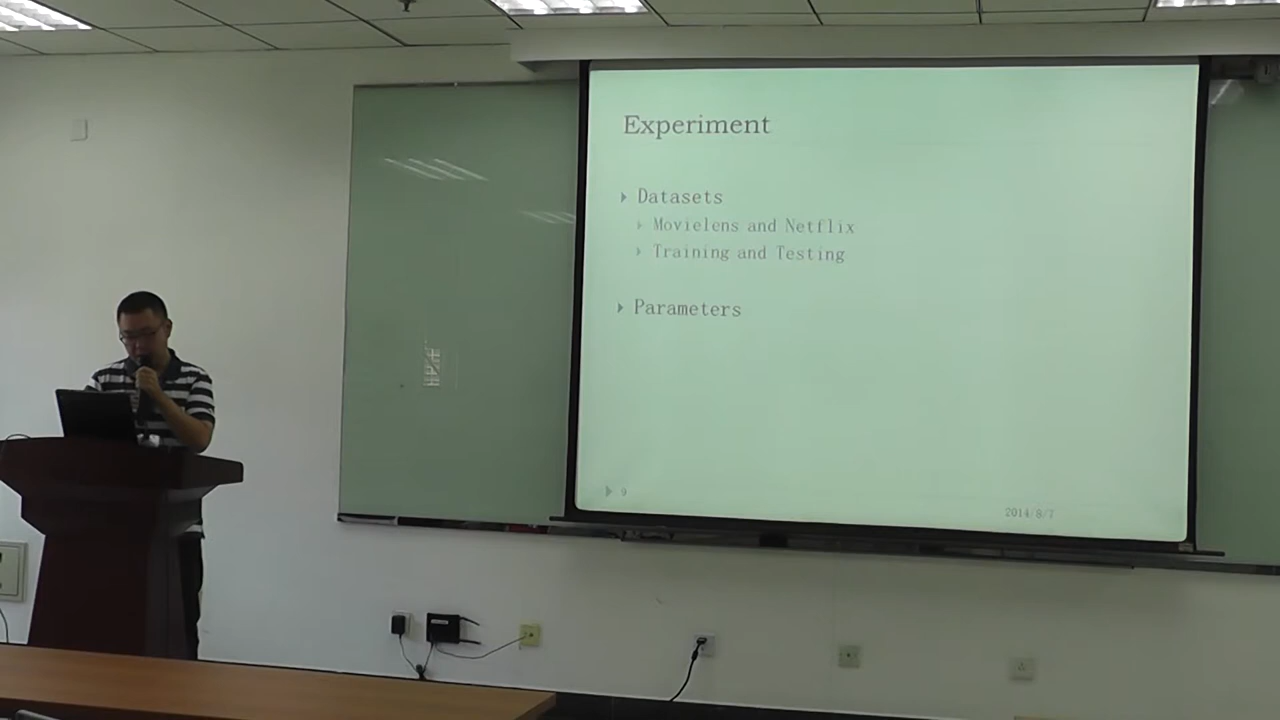 Experiment
Datasets
Movielens and Netflix
Training and Testing
Parameters
9
2014/8/7